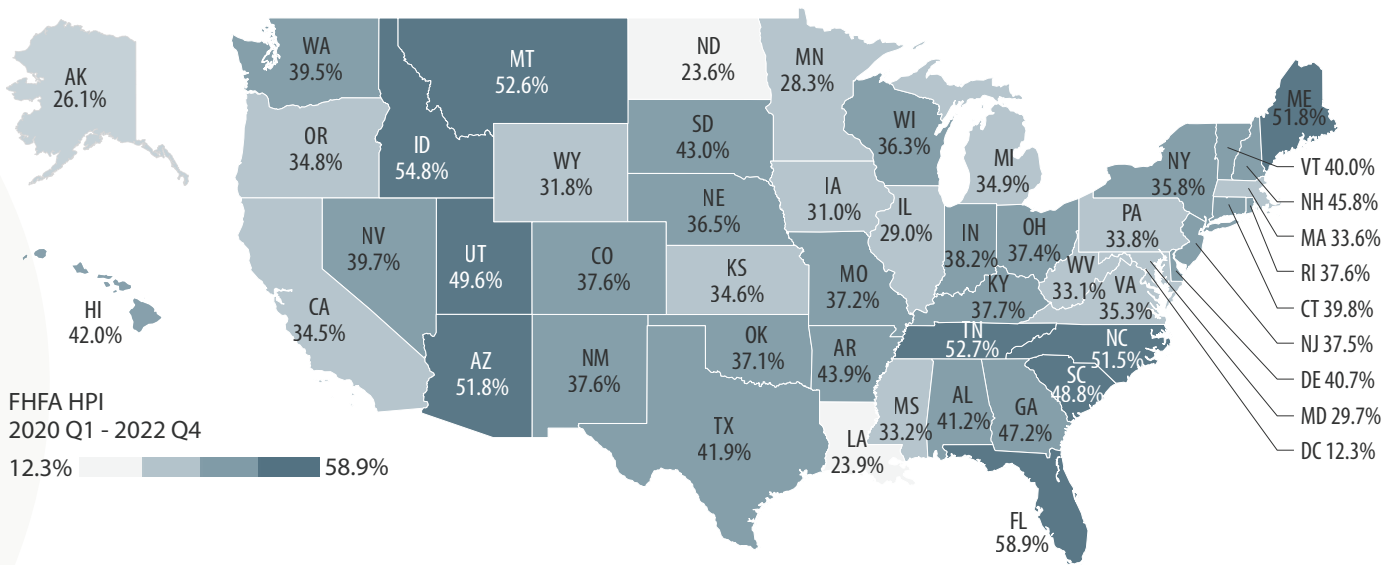 AK
26.1%
WA
39.5%
MT
52.6%
ND
23.6%
MN
28.3%
ME
51.8%
OR
34.8%
ID
54.8%
WY
31.8%
SD
43.0%
WI
36.3%
MI
34.9%
NY
35.8%
VT 40.0%
NH 45.8%
MA 33.6%
RI 37.6%
CT 39.8%
NJ 37.5%
DE 40.7%
MD 29.7%
DC 12.3%
NE
36.5%
IA
31.0%
IL
29.0%
IN
38.2%
OH
37.4%
PA
33.8%
NV
39.7%
UT
49.6%
CO
37.6%
KS
34.6%
MO
37.2%
KY
37.7%
WV
33.1%
VA
35.3%
HI
42.0%
CA
34.5%
AZ
51.8%
NM
37.6%
OK
37.1%
AR
43.9%
TN
52.7%
NC
51.5%
SC
48.8%
TX
41.9%
LA
23.9%
MS
33.2%
AL
41.2%
GA
47.2%
FL
58.9%
FHFA HPI
2020 Q1 - 2022 Q4
12.3% 58.9%